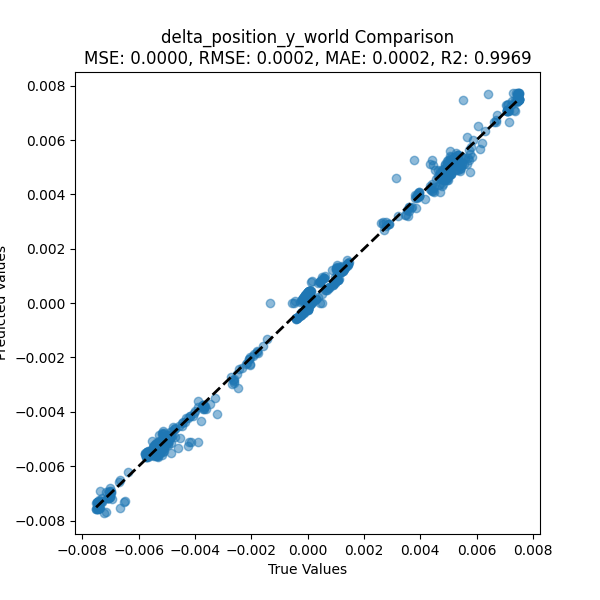 delta_position_y_world Comparison
MSE: 0.0000, RMSE: 0.0002, MAE: 0.0002, R2: 0.9969
0.008
0.006
0.004
0.002
0.000
−0.002
−0.004
−0.006
−0.008
Predicted Values
−0.008 −0.006 −0.004 −0.002 0.000 0.002 0.004 0.006 0.008
True Values